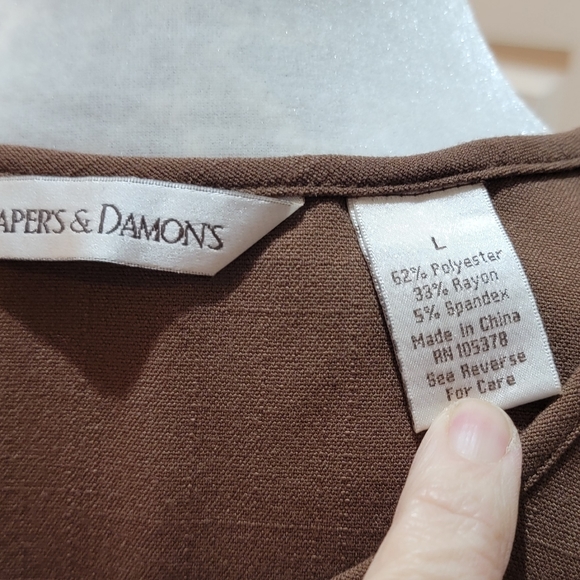 APER'S & DAMON'S
L
62% Polyester
33% Rayon
5% Spandex
Made In China
RN 105378
See Reverse
For Care